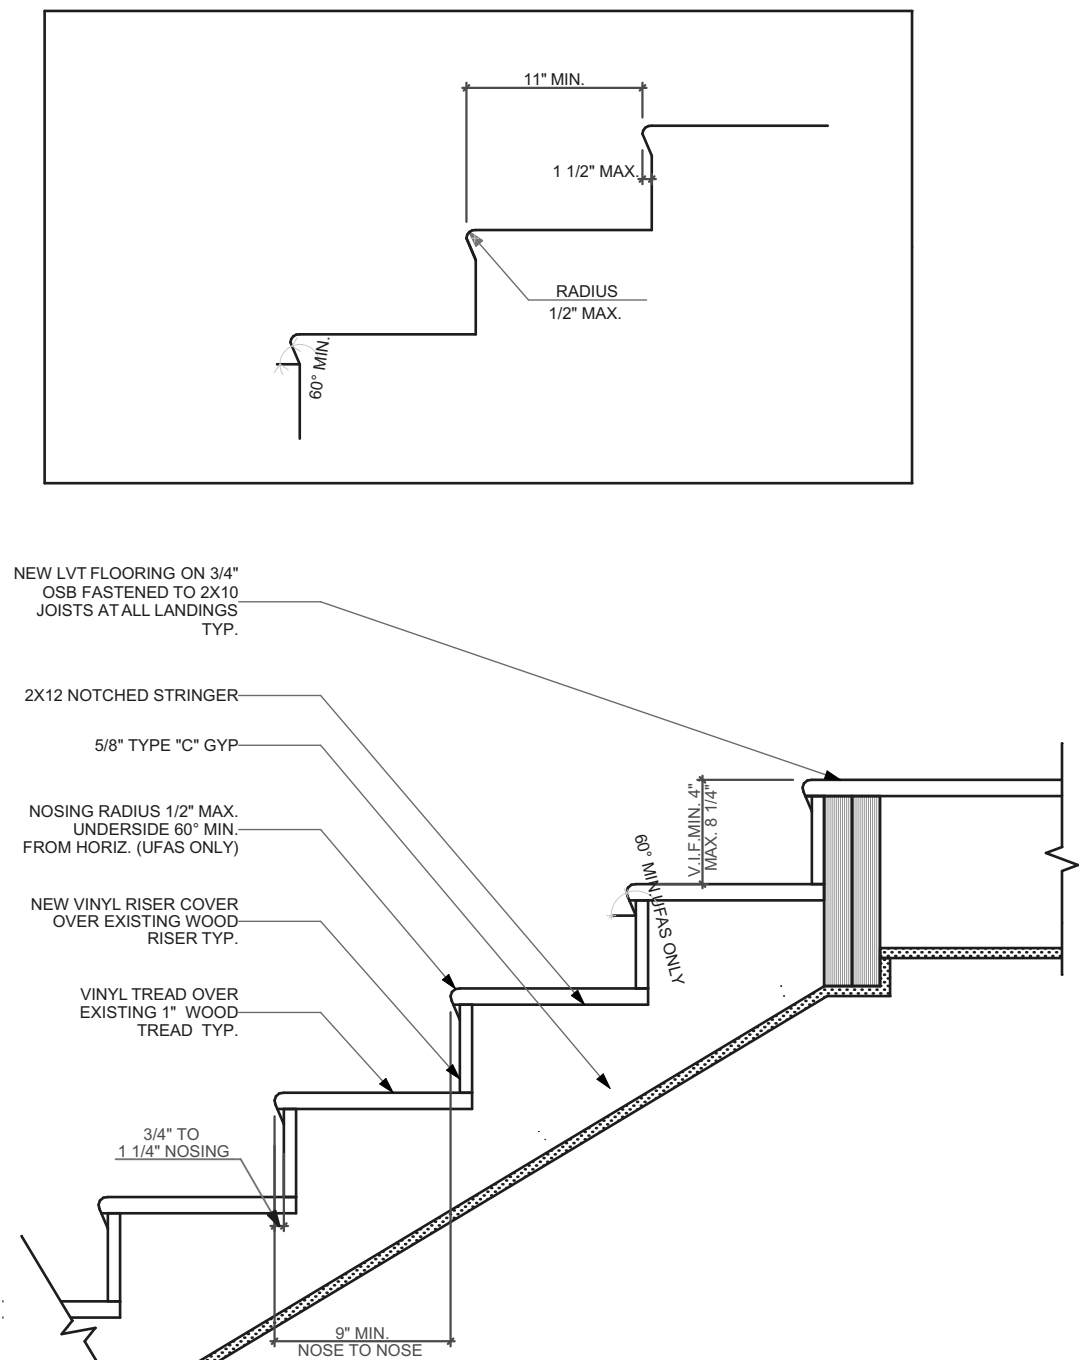 11" MIN.
1 1/2" MAX.
RADIUS
1/2" MAX.
60° MIN.
NEW LVT FLOORING ON 3/4"
OSB FASTENED TO 2X10
JOISTS AT ALL LANDINGS
TYP.
2X12 NOTCHED STRINGER
5/8" TYPE "C" GYP
NOSING RADIUS 1/2" MAX.
UNDERSIDE 60° MIN.
FROM HORIZ. (UFAS ONLY)
NEW VINYL RISER COVER
OVER EXISTING WOOD
RISER TYP.
VINYL TREAD OVER
EXISTING 1" WOOD
TREAD TYP.
V.I.F.MIN. 4"
MAX. 8 1/4"
60° MIN.UFAS ONLY
3/4" TO
1 1/4" NOSING
9" MIN.
NOSE TO NOSE